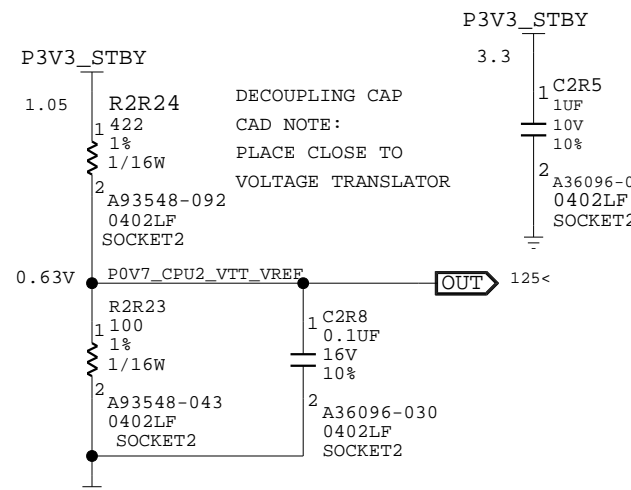 P3V3_STBY
1.05
R2R24
1
422
1%
1/16W
2
A93548-092
0402LF
SOCKET2
DECOUPLING CAP
CAD NOTE:
PLACE CLOSE TO
VOLTAGE TRANSLATOR
P3V3_STBY
3.3
1
C2R5
1UF
10V
10%
2
A36096-0
0402LF
SOCKET2
0.63V
P0V7_CPU2_VTT_VREF
OUT
125<
R2R23
1
100
1%
1/16W
2
A93548-043
0402LF
SOCKET2
1
C2R8
0.1UF
16V
10%
2
A36096-030
0402LF
SOCKET2